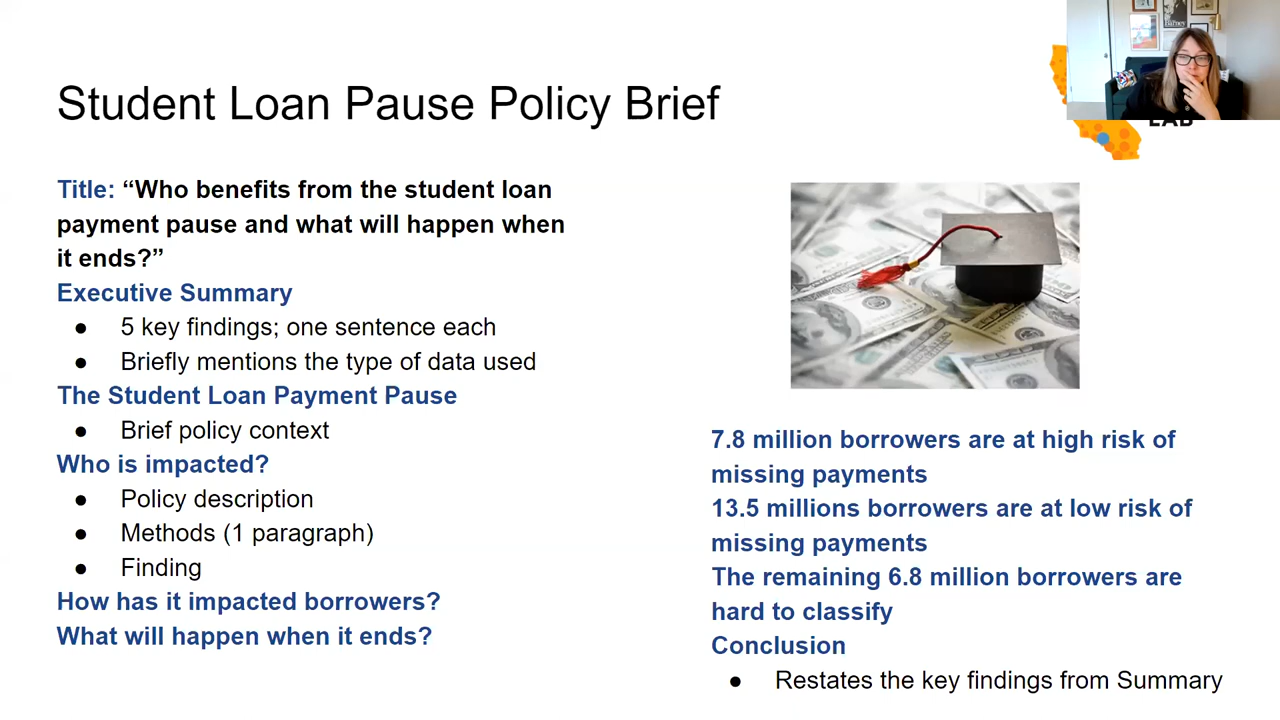 Student Loan Pause Policy Brief
LAB
Title: “Who benefits from the student loan
payment pause and what will happen when
it ends?”
Executive Summary
● 5 key findings; one sentence each
● Briefly mentions the type of data used
The Student Loan Payment Pause
● Brief policy context
Who is impacted?
● Policy description
● Methods (1 paragraph)
● Finding
How has it impacted borrowers?
What will happen when it ends?
7.8 million borrowers are at high risk of
missing payments
13.5 millions borrowers are at low risk of
missing payments
The remaining 6.8 million borrowers are
hard to classify
Conclusion
● Restates the key findings from Summary